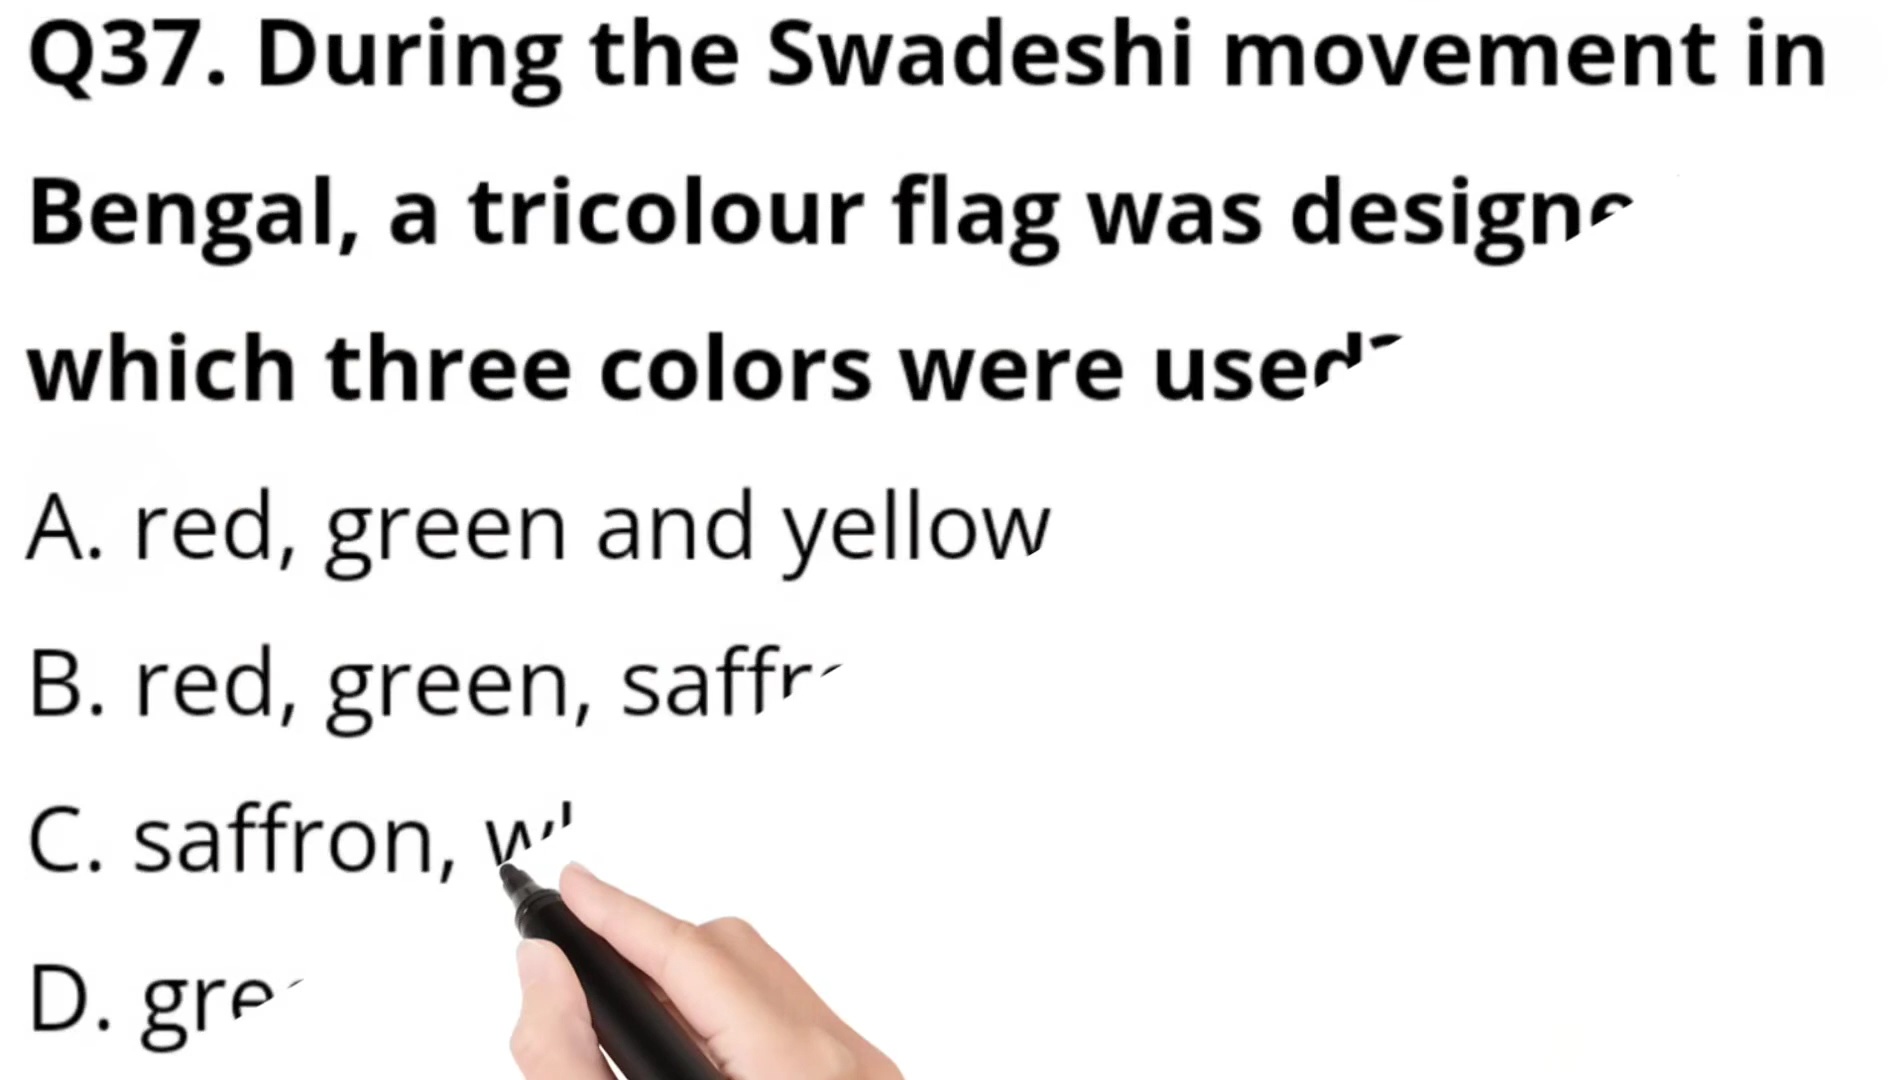 Q37. During the Swadeshi movement in
Bengal, a tricolour flag was
which three colors were used?
A. red, green and yellow
B. red, green,
C. saffron,
D.